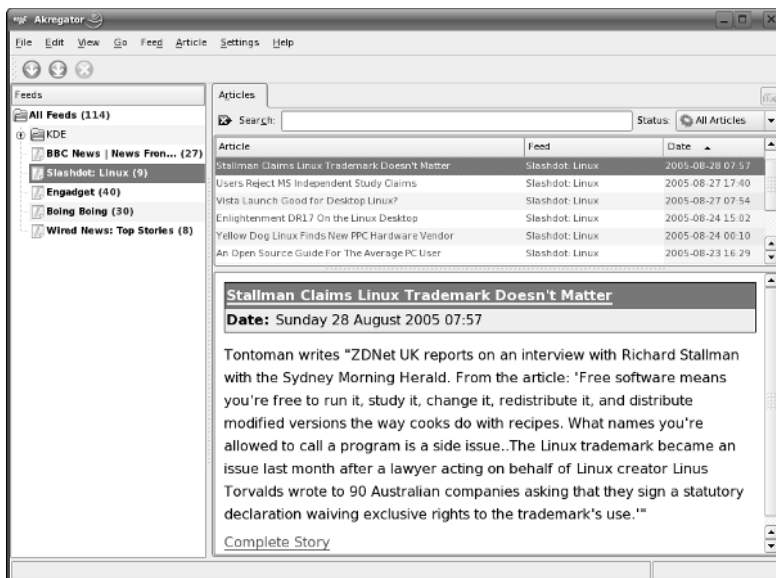 Akregator
File Edit View Go Feed Article Settings Help
Feeds
All Feeds (114)
KDE
BBC News | News Fron... (27)
Slashdot: Linux (9)
Engadget (40)
Boing Boing (30)
Wired News: Top Stories (8)
Articles
Search: Status: All Articles
Article Feed Date
Stallman Claims Linux Trademark Doesn't Matter Slashdot: Linux 2005-08-28 07:57
Users Reject MS Independent Study Claims Slashdot: Linux 2005-08-27 17:40
Vista Launch Good for Desktop Linux? Slashdot: Linux 2005-08-27 07:54
Enlightenment DR17 On the Linux Desktop Slashdot: Linux 2005-08-24 15:02
Yellow Dog Linux Finds New PPC Hardware Vendor Slashdot: Linux 2005-08-24 00:10
An Open Source Guide For The Average PC User Slashdot: Linux 2005-08-23 16:29
Stallman Claims Linux Trademark Doesn't Matter
Date: Sunday 28 August 2005 07:57
Tontoman writes "ZDNet UK reports on an interview with Richard Stallman
with the Sydney Morning Herald. From the article: 'Free software means
you're free to run it, study it, change it, redistribute it, and distribute
modified versions the way cooks do with recipes. What names you're
allowed to call a program is a side issue..The Linux trademark became an
issue last month after a lawyer acting on behalf of Linux creator Linus
Torvalds wrote to 90 Australian companies asking that they sign a statutory
declaration waiving exclusive rights to the trademark's use.'"
Complete Story